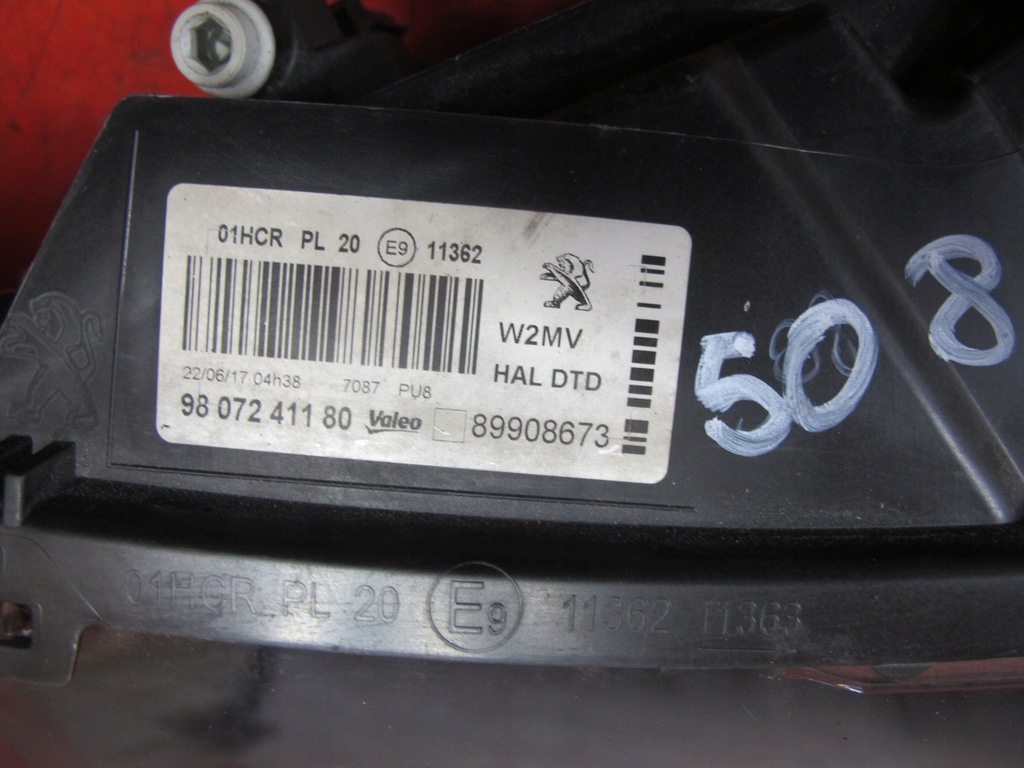 01HCR PL 20 E9 11362
W2MV
HAL DTD
22/06/17 04h38 7087 PU8
98 072 411 80 Valeo 89908673
508
01HCR PL 20 E9 11362 11363